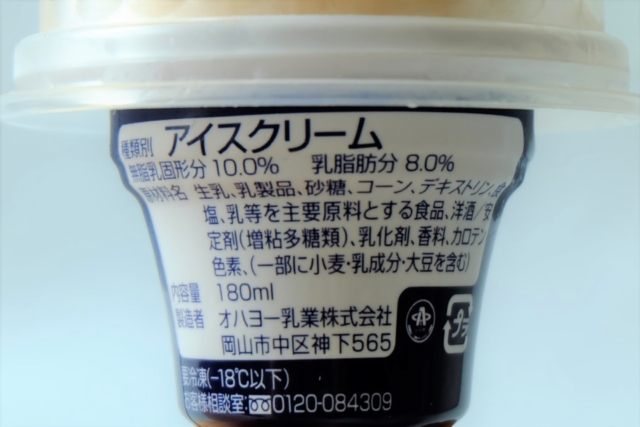 種類別 アイスクリーム
無脂乳固形分 10.0% 乳脂肪分 8.0%
原材料名 生乳、乳製品、砂糖、コーン、デキストリン、
塩、乳等を主要原料とする食品、洋酒/安
定剤(増粘多糖類)、乳化剤、香料、カロテン
色素、(一部に小麦・乳成分・大豆を含む)
内容量 180ml
製造者 オハヨー乳業株式会社
岡山市中区神下565
要冷凍(-18℃以下)
お客様相談室:0120-084309
プラ